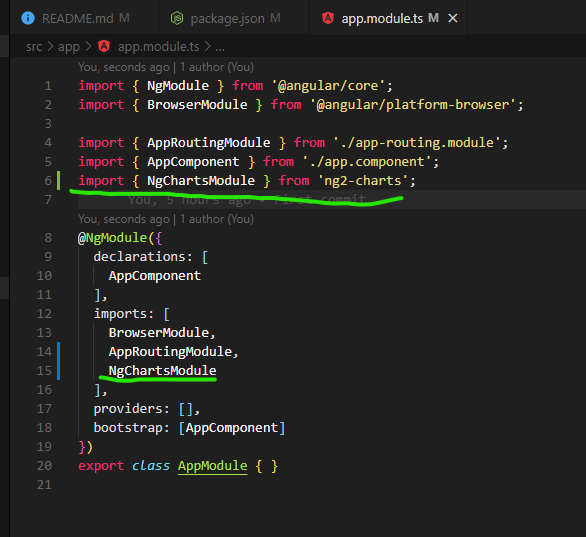 README.md M
package.json M
app.module.ts M
src > app > app.module.ts > ...
You, seconds ago | 1 author (You)
1 import { NgModule } from '@angular/core';
2 import { BrowserModule } from '@angular/platform-browser';
3
4 import { AppRoutingModule } from './app-routing.module';
5 import { AppComponent } from './app.component';
6 import { NgChartsModule } from 'ng2-charts';
7 You, 5 hours ago • First commit
You, seconds ago | 1 author (You)
8 @NgModule({
9 declarations: [
10 AppComponent
11 ],
12 imports: [
13 BrowserModule,
14 AppRoutingModule,
15 NgChartsModule
16 ],
17 providers: [],
18 bootstrap: [AppComponent]
19 })
20 export class AppModule { }
21